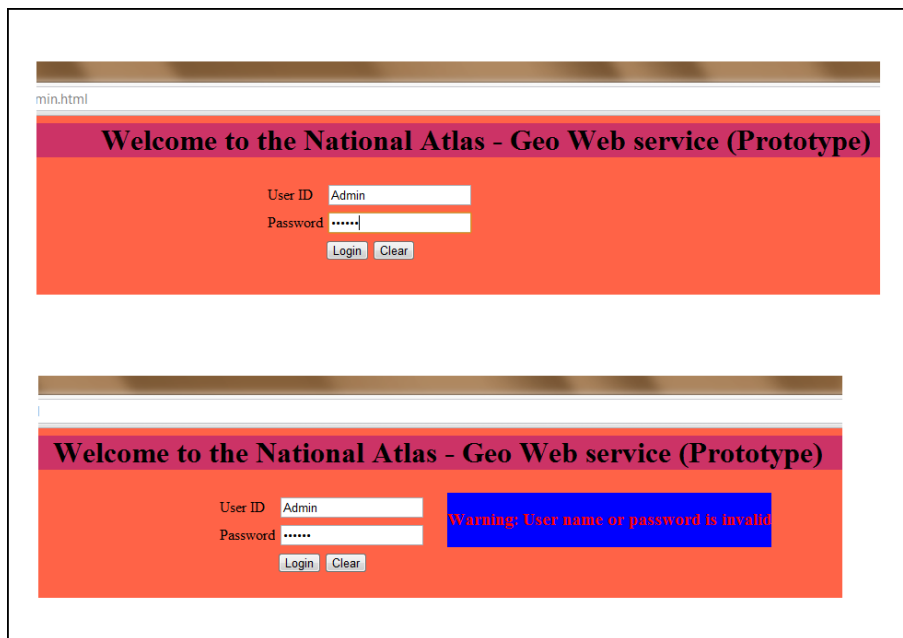 min.html
Welcome to the National Atlas - Geo Web service (Prototype)
User ID Admin
Password ••••••
Login Clear
Welcome to the National Atlas - Geo Web service (Prototype)
User ID Admin
Warning: User name or password is invalid
Password ••••••
Login Clear